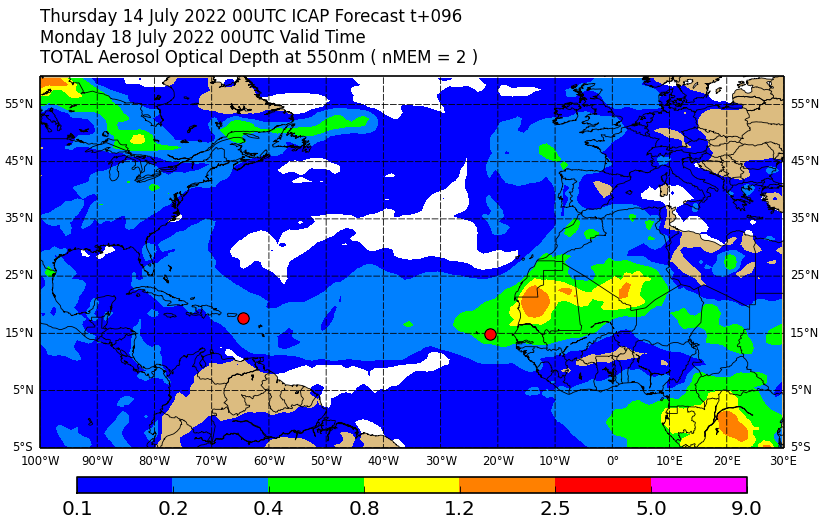 Thursday 14 July 2022 00UTC ICAP Forecast t+096
Monday 18 July 2022 00UTC Valid Time
TOTAL Aerosol Optical Depth at 550nm ( nMEM = 2 )
55°N 55°N
45°N 45°N
35°N 35°N
25°N 25°N
15°N 15°N
5°N 5°N
5°S 5°S
100°W 90°W 80°W 70°W 60°W 50°W 40°W 30°W 20°W 10°W 0° 10°E 20°E 30°E
0.1 0.2 0.4 0.8 1.2 2.5 5.0 9.0